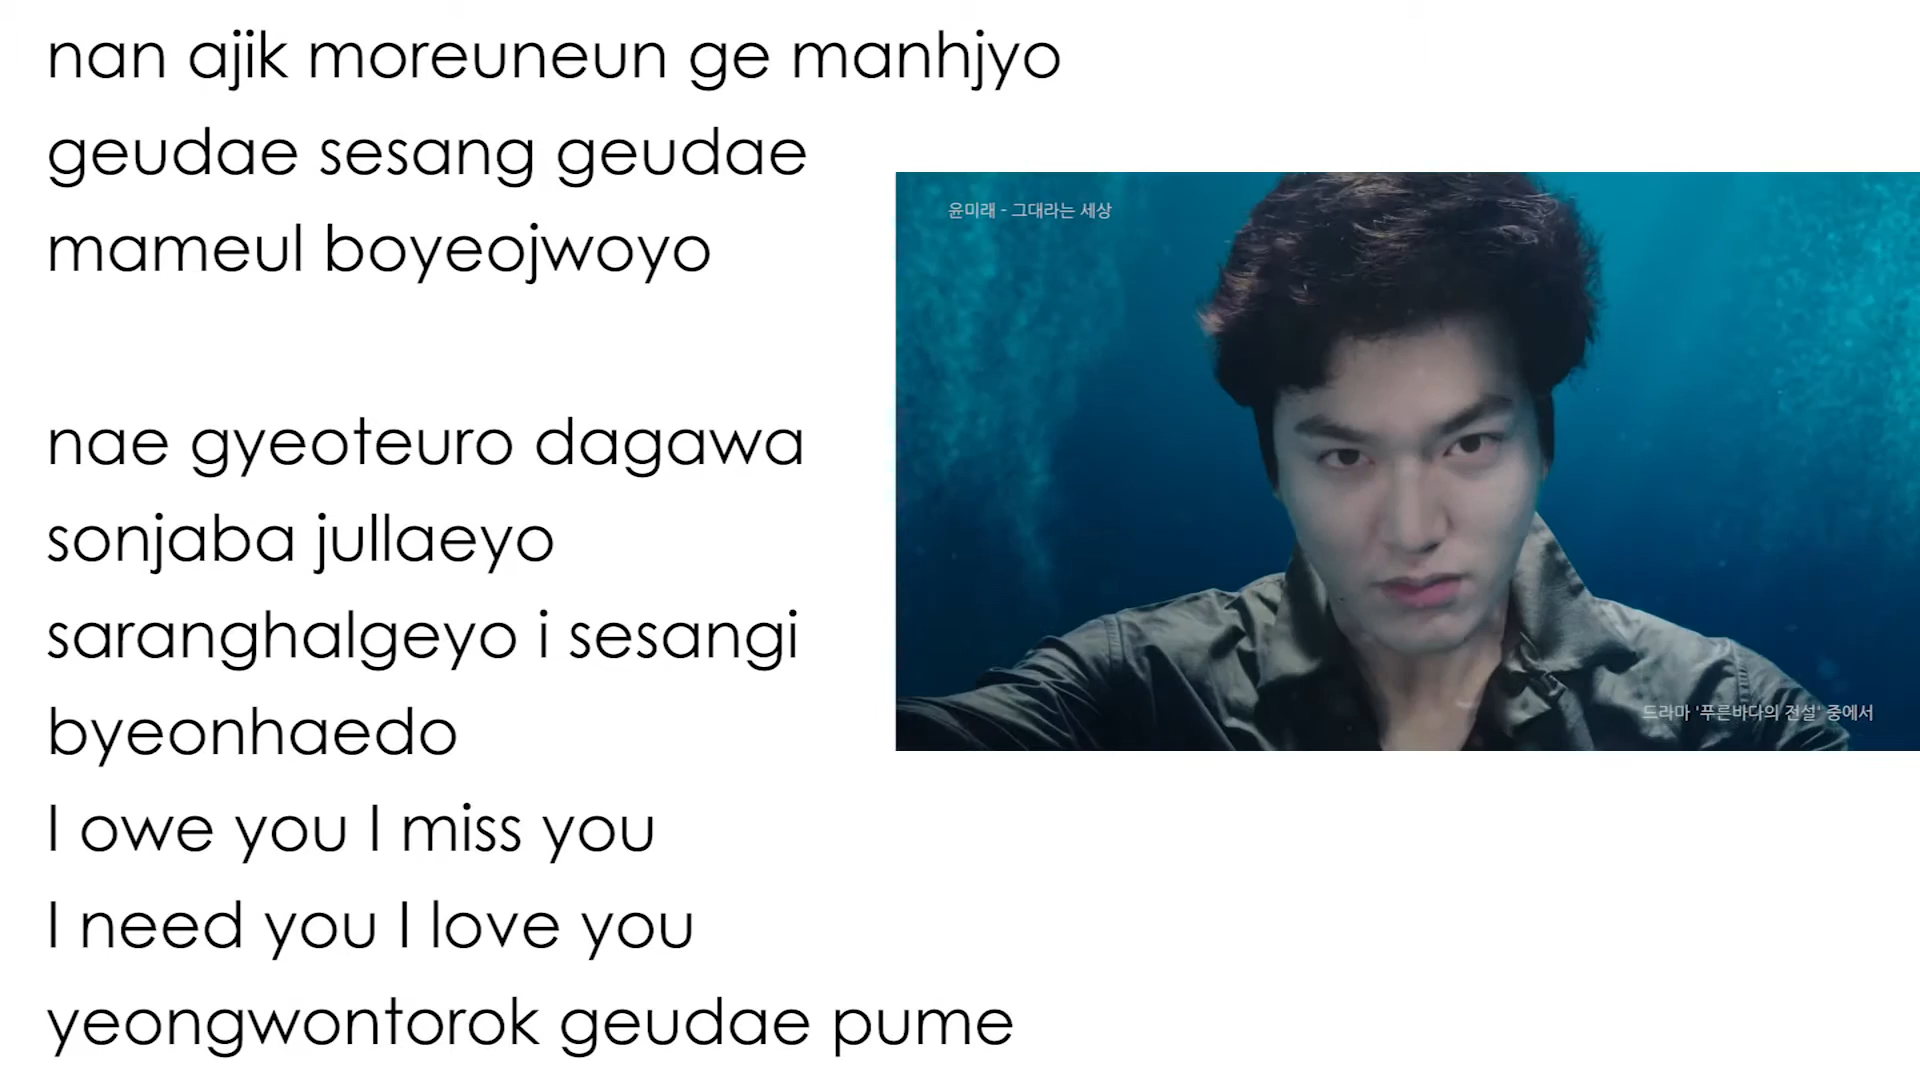 nan ajik moreuneun ge manhjyo
geudae sesang geudae
mameul boyeojwoyo
nae gyeoteuro dagawa
sonjaba jullaeyo
saranghalgeyo i sesangi
byeonhaedo
I owe you I miss you
I need you I love you
yeongwontorok geudae pume
윤미래 - 그대라는 세상
드라마 '푸른바다의 전설' 중에서